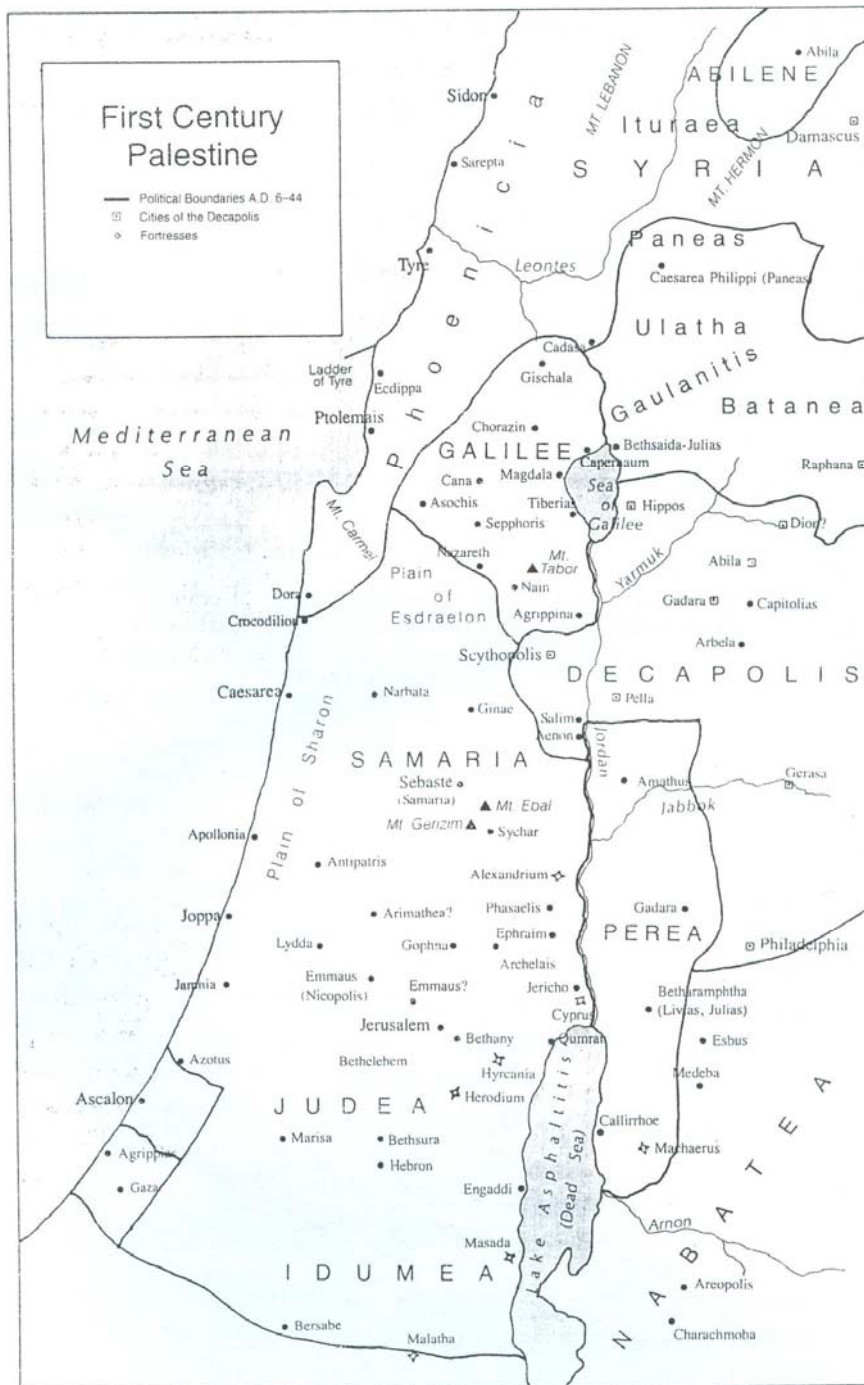 First Century
Palestine
Political Boundaries A.D. 6–44
Cities of the Decapolis
Fortresses
Abila
ABILENE
Sidon
MT. LEBANON
Ituraea
Damascus
Sarepta
SYRIA
MT. HERMON
Phoenicia
Paneas
Tyre
Leontes
Caesarea Philippi (Paneas)
Ulatha
Cadasa
Ladder
of Tyre
Ecdippa
Gischala
Gaulanitis
Batanea
Ptolemais
Chorazin
Mediterranean
Sea
GALILEE
Bethsaida-Julias
Capernaum
Raphana
Cana
Magdala
Sea
of
Galilee
Asochis
Tiberias
Hippos
Mt. Carmel
Sepphoris
Dion?
Nazareth
Mt.
Tabor
Yarmuk
Abila
Plain
of
Esdraelon
Nain
Dora
Gadara
Capitolias
Crocodilion
Agrippina
Arbela
Scythopolis
DECAPOLIS
Caesarea
Narbata
Pella
Ginae
Salim
Aenon
Plain of Sharon
Jordan
SAMARIA
Amathus
Gerasa
Sebaste
(Samaria)
Jabbok
Mt. Ebal
Mt. Gerizim
Sychar
Apollonia
Antipatris
Alexandrium
Joppa
Arimathea?
Phasaelis
Gadara
Ephraim
PEREA
Lydda
Gophna
Archelais
Philadelphia
Emmaus
(Nicopolis)
Emmaus?
Jericho
Jamnia
Cyprus
Betharamphtha
(Livias, Julias)
Jerusalem
Bethany
Qumran
Esbus
Bethelehem
Azotus
Hyrcania
Medeba
Ascalon
Herodium
JUDEA
Callirrhoe
Marisa
Bethsura
Machaerus
Agrippias
Hebron
Gaza
Engaddi
Lake Asphaltitis
(Dead Sea)
Arnon
NABATEA
Masada
IDUMEA
Areopolis
Bersabe
Malatha
Charachmoba